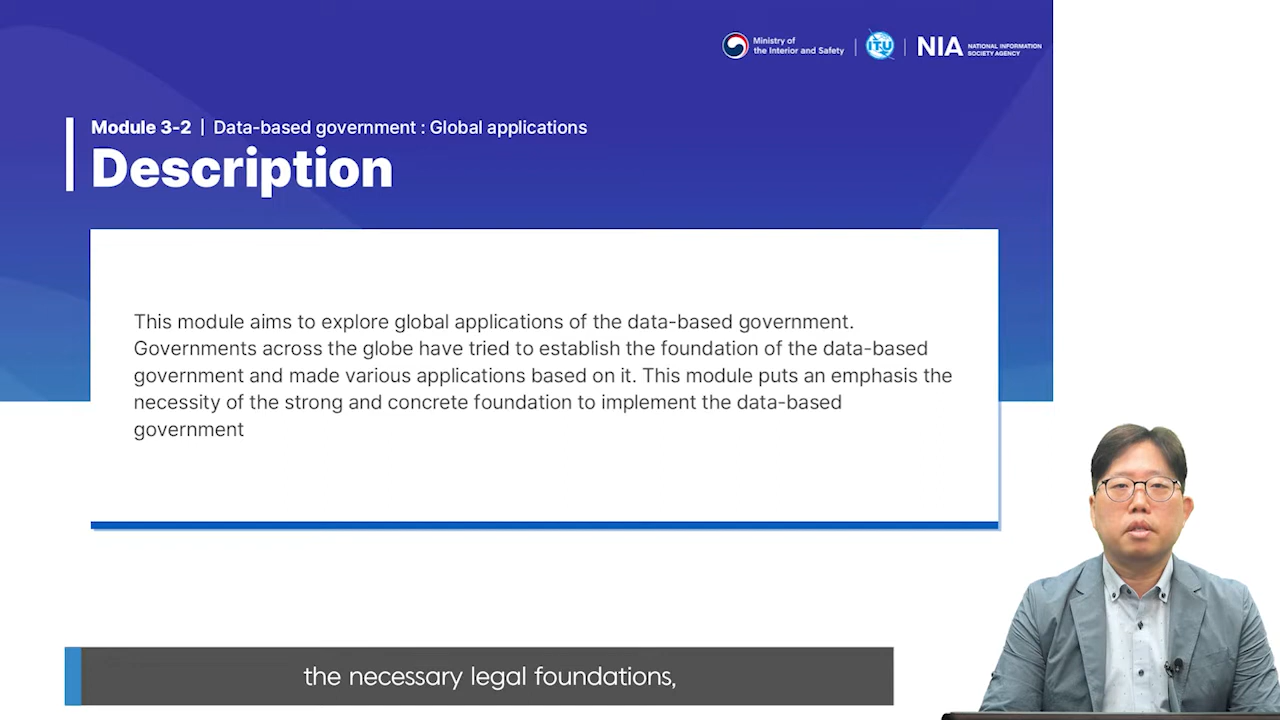 Ministry of
the Interior and Safety
ITU
NIA NATIONAL INFORMATION
SOCIETY AGENCY
Module 3-2 | Data-based government : Global applications
Description
This module aims to explore global applications of the data-based government.
Governments across the globe have tried to establish the foundation of the data-based
government and made various applications based on it. This module puts an emphasis the
necessity of the strong and concrete foundation to implement the data-based
government
the necessary legal foundations,